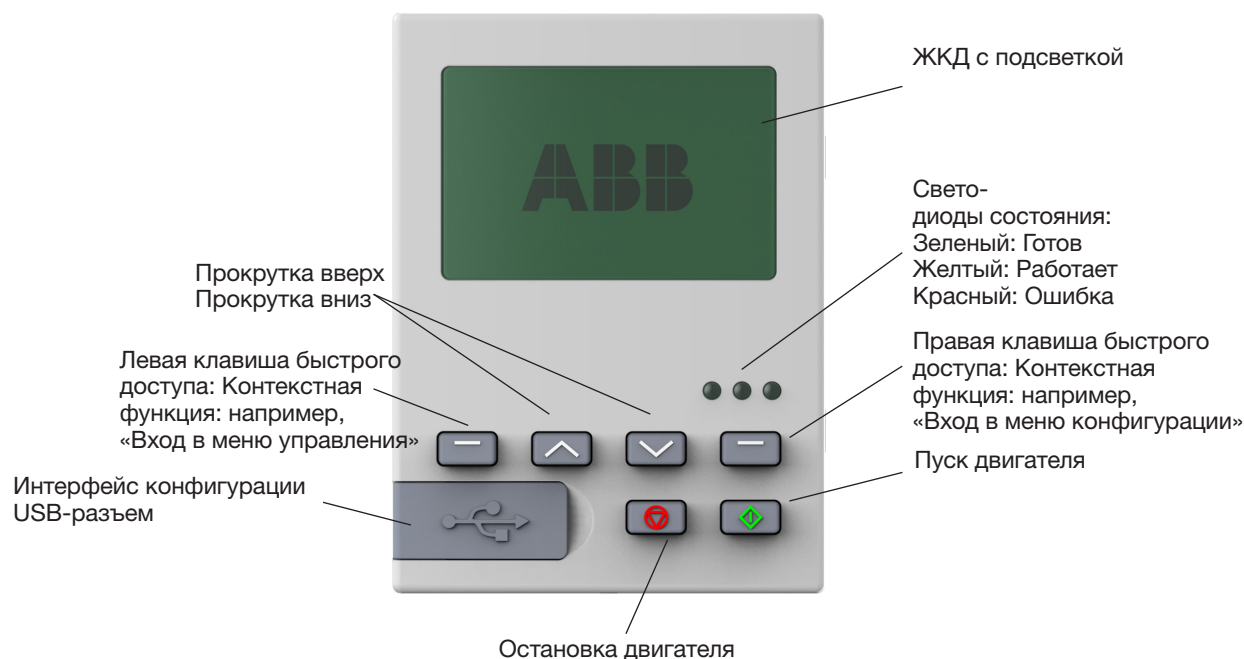 ЖКД с подсветкой
ABB
Свето-
диоды состояния:
Зеленый: Готов
Желтый: Работает
Красный: Ошибка
Прокрутка вверх
Прокрутка вниз
Левая клавиша быстрого
доступа: Контекстная
функция: например,
«Вход в меню управления»
Правая клавиша быстрого
доступа: Контекстная
функция: например,
«Вход в меню конфигурации»
Пуск двигателя
Интерфейс конфигурации
USB-разъем
Остановка двигателя